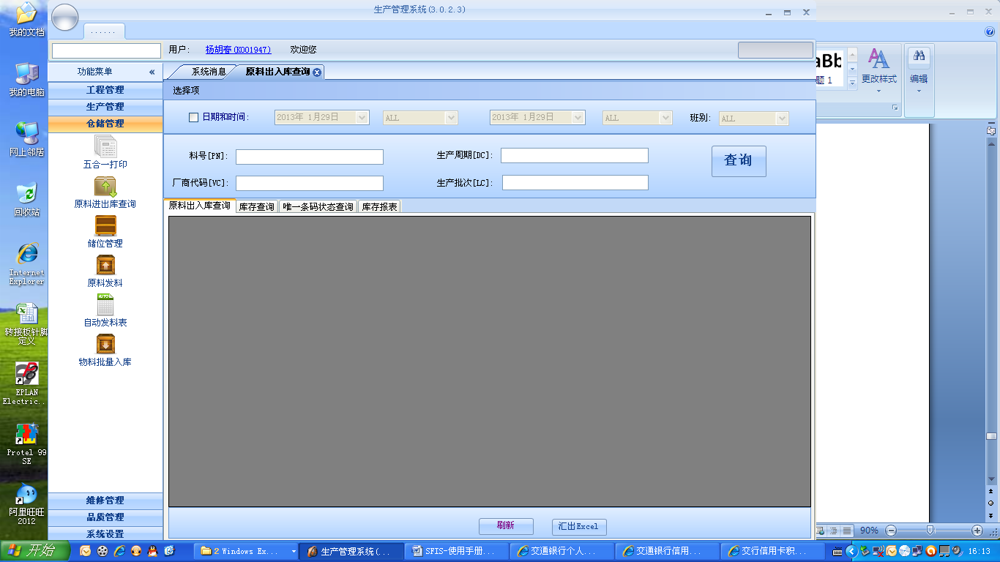 生产管理系统(3.0.2.3)
......
用户: 杨胡春(K001947) 欢迎您
功能菜单 «
工程管理
生产管理
仓储管理
五合一打印
原料进出库查询
储位管理
原料发料
AUTO
自动发料表
物料批量入库
维修管理
品质管理
系统设置
系统消息 原料出入库查询
选择项
日期和时间: 2013年 1月29日 ALL 2013年 1月29日 ALL 班别: ALL
料号[PN]: 生产周期[DC]:
厂商代码[VC]: 生产批次[LC]:
查询
原料出入库查询 库存查询 唯一条码状态查询 库存报表
刷新 汇出Excel
我的文档
我的电脑
网上邻居
回收站
Internet
Explorer
转接板针脚
定义
EPLAN
Electric..
Protel 99
SE
阿里旺旺
2012
aBb
题 1
更改样式
编辑
90%
开始
2 Windows Ex...
生产管理系统(...
SFIS-使用手册...
交通银行个人...
交通银行信用...
交行信用卡积...
16:13